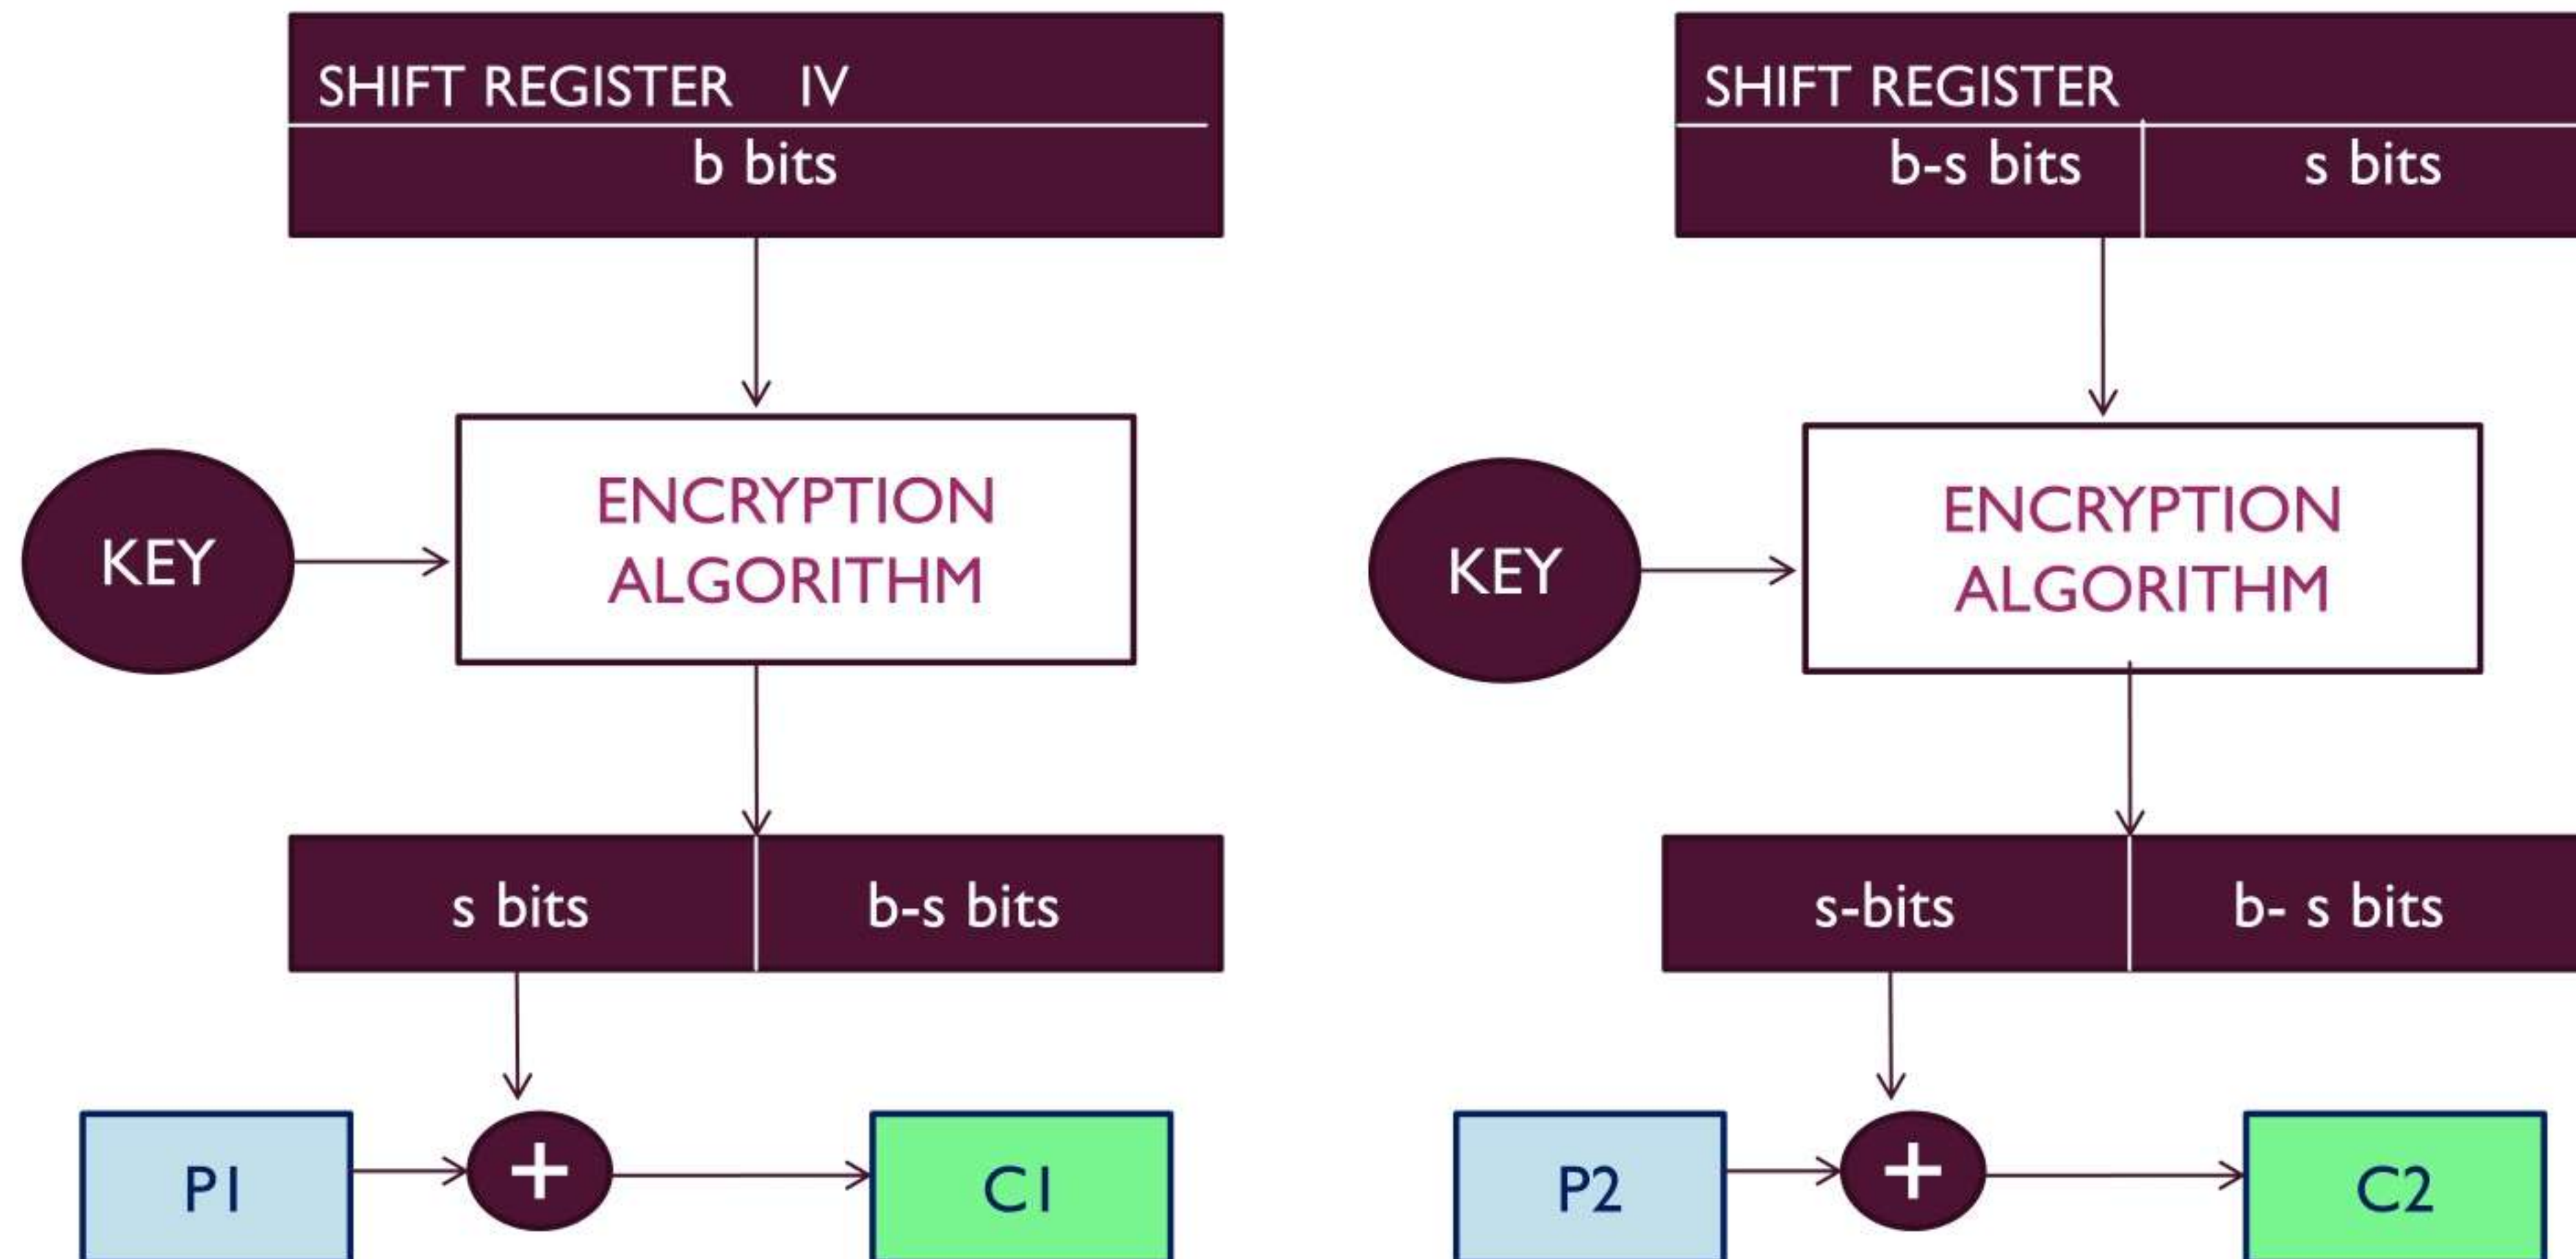 SHIFT REGISTER IV
b bits
KEY
ENCRYPTION
ALGORITHM
s bits
b-s bits
P1
+
C1
SHIFT REGISTER
b-s bits
s bits
KEY
ENCRYPTION
ALGORITHM
s-bits
b- s bits
P2
+
C2